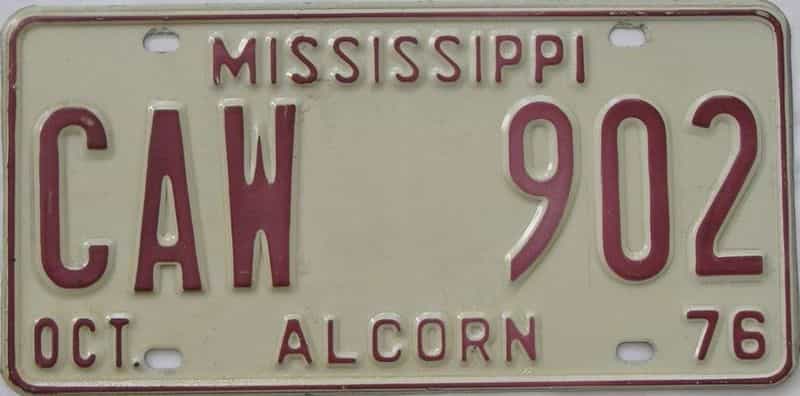 MISSISSIPPI
CAW 902
OCT. ALCORN 76